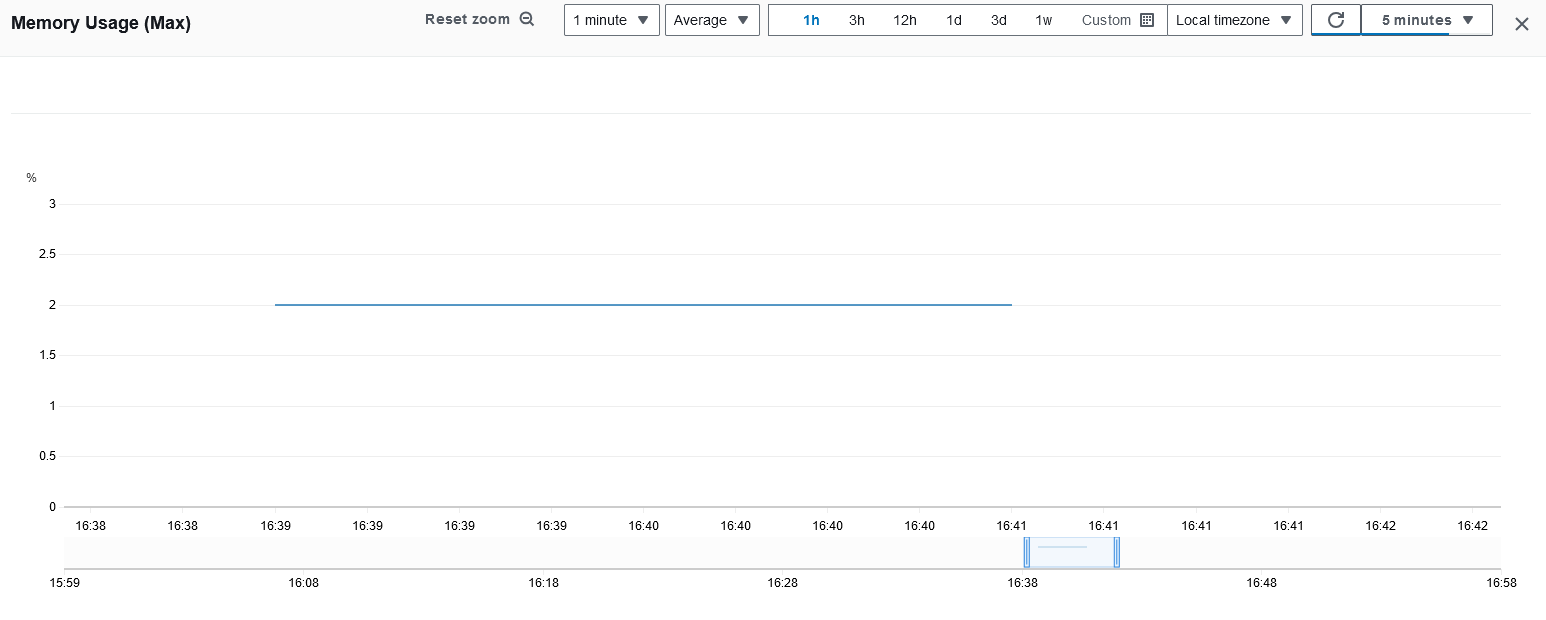 Memory Usage (Max)
Reset zoom
1 minute
Average
1h 3h 12h 1d 3d 1w Custom
Local timezone
5 minutes
%
3
2.5
2
1.5
1
0.5
0
16:38 16:38 16:39 16:39 16:39 16:39 16:40 16:40 16:40 16:40 16:41 16:41 16:41 16:41 16:42 16:42
15:59 16:08 16:18 16:28 16:38 16:48 16:58